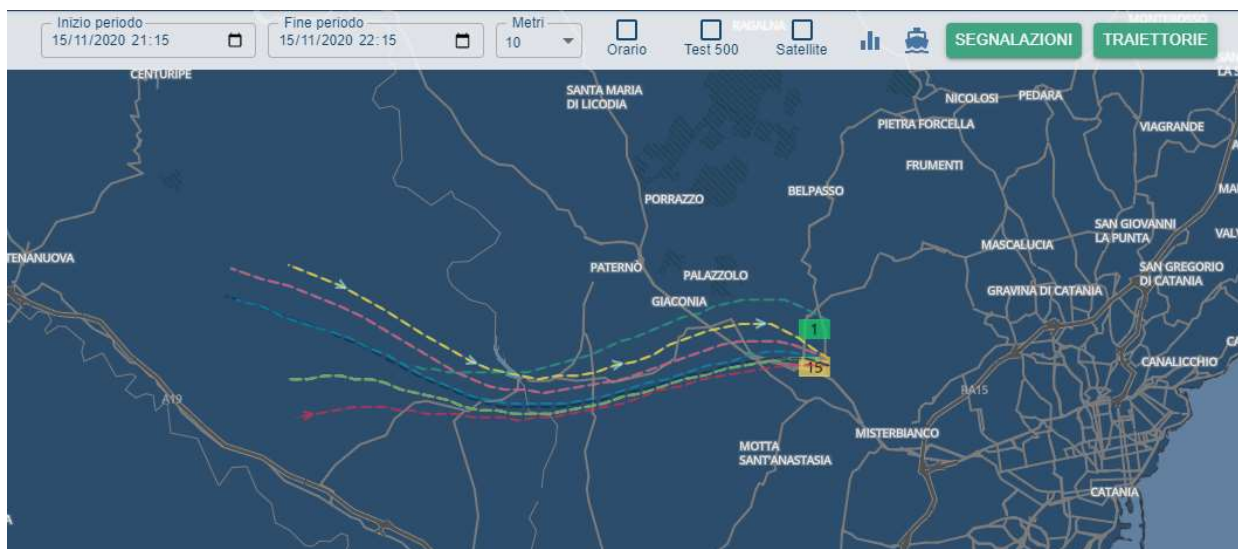 Inizio periodo
15/11/2020 21:15
Fine periodo
15/11/2020 22:15
Metri
10
Orario
Test 500
Satellite
SEGNALAZIONI
TRAIETTORIE
RAGALNA
CENTURIPE
SANTA MARIA
DI LICODIA
NICOLOSI
PEDARA
PIETRA FORCELLA
VIAGRANDE
FRUMENTI
BELPASSO
PORRAZZO
SAN GIOVANNI
LA PUNTA
MASCALUCIA
TENANUOVA
PATERNÒ
PALAZZOLO
SAN GREGORIO
DI CATANIA
GIACONIA
GRAVINA DI CATANIA
1
CANALICCHIO
15
A19
RA15
MISTERBIANCO
MOTTA
SANT'ANASTASIA
CATANIA